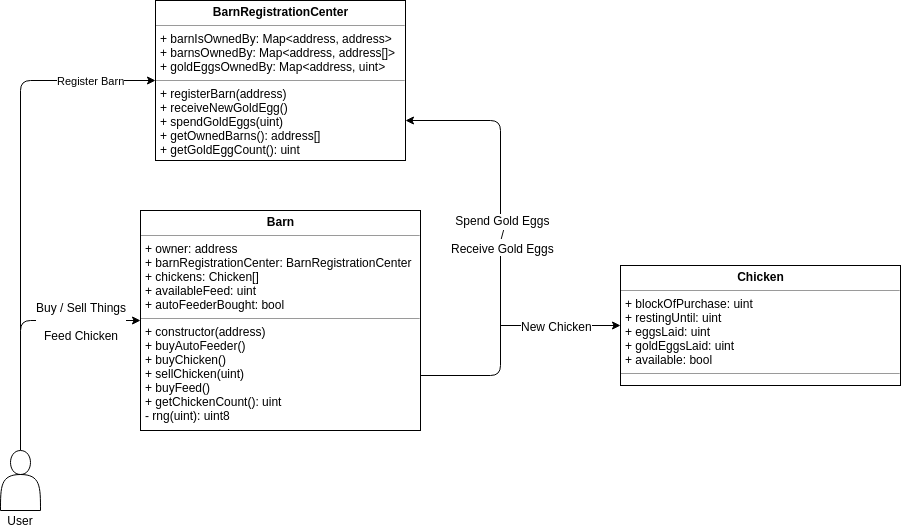 BarnRegistrationCenter
+ barnIsOwnedBy: Map<address, address>
+ barnsOwnedBy: Map<address, address[]>
+ goldEggsOwnedBy: Map<address, uint>
+ registerBarn(address)
+ receiveNewGoldEgg()
+ spendGoldEggs(uint)
+ getOwnedBarns(): address[]
+ getGoldEggCount(): uint
Register Barn
Barn
+ owner: address
+ barnRegistrationCenter: BarnRegistrationCenter
+ chickens: Chicken[]
+ availableFeed: uint
+ autoFeederBought: bool
+ constructor(address)
+ buyAutoFeeder()
+ buyChicken()
+ sellChicken(uint)
+ buyFeed()
+ getChickenCount(): uint
- rng(uint): uint8
Buy / Sell Things
Feed Chicken
Spend Gold Eggs
/
Receive Gold Eggs
New Chicken
Chicken
+ blockOfPurchase: uint
+ restingUntil: uint
+ eggsLaid: uint
+ goldEggsLaid: uint
+ available: bool
User